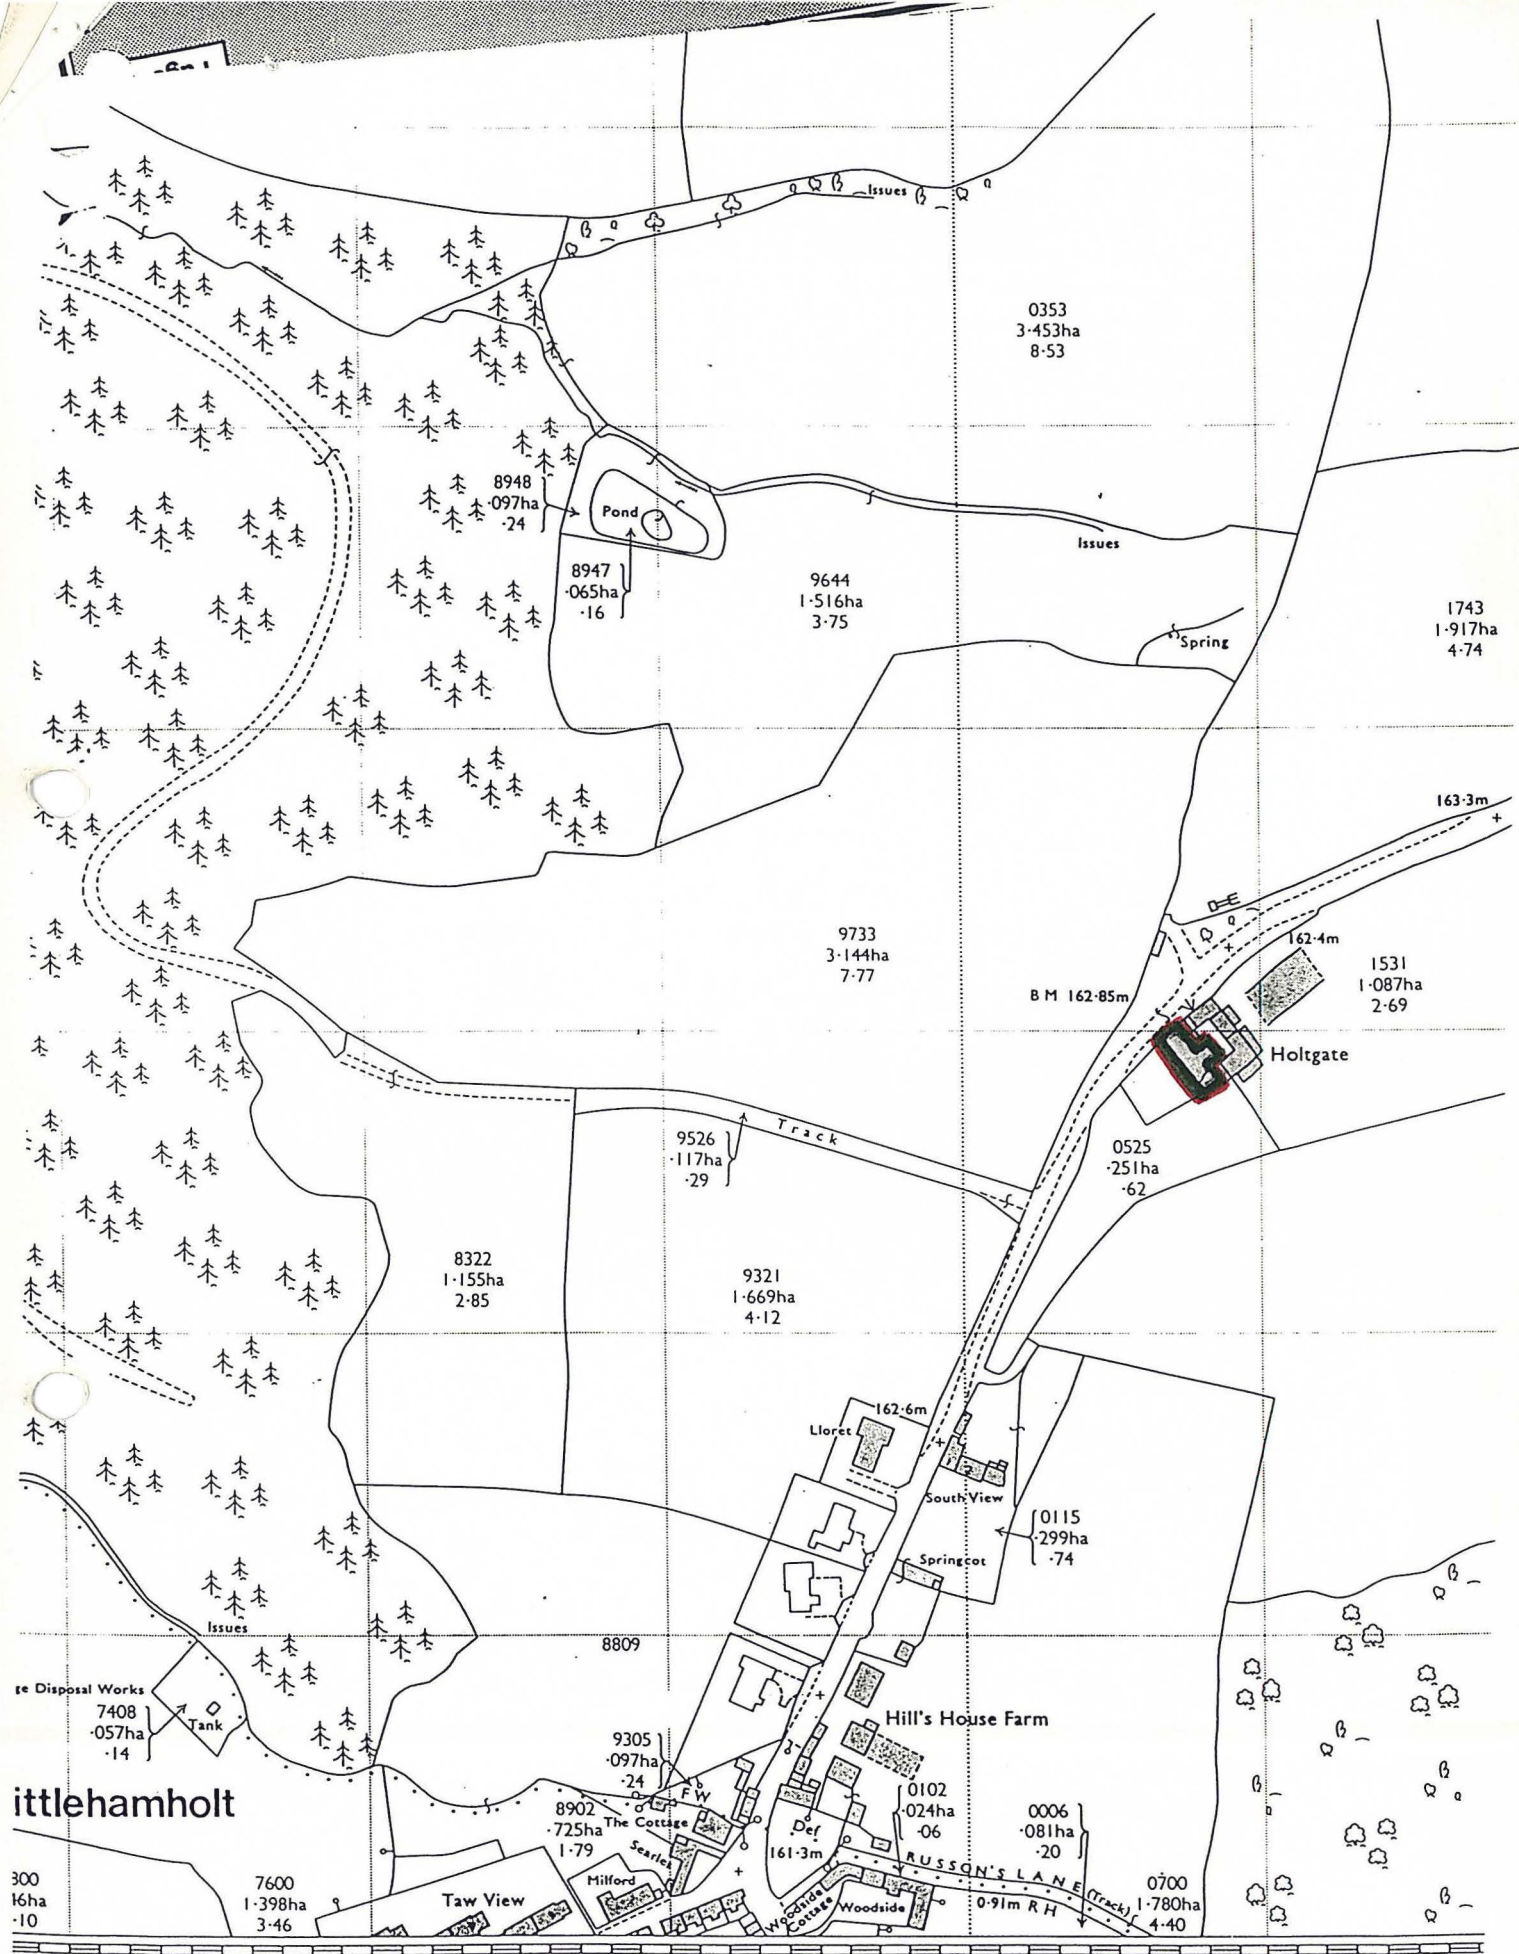 Issues
0353
3·453ha
8·53
8948
·097ha
·24
Pond
Issues
8947
·065ha
·16
9644
1·516ha
3·75
1743
1·917ha
4·74
Spring
163·3m
9733
3·144ha
7·77
162·4m
1531
1·087ha
2·69
B M 162·85m
Holtgate
Track
9526
·117ha
·29
0525
·251ha
·62
8322
1·155ha
2·85
9321
1·669ha
4·12
162·6m
Lloret
South View
0115
·299ha
·74
Springcot
Issues
8809
ge Disposal Works
7408
·057ha
·14
Tank
Hill's House Farm
9305
·097ha
·24
F W
0102
·024ha
·06
0006
·081ha
·20
ittlehamholt
8902
·725ha
1·79
The Cottage
Searles
Def
161·3m
RUSSON'S LANE (Track)
0·91m R H
300
16ha
·10
7600
1·398ha
3·46
Taw View
Milford
Woodside
Cottage
Woodside
0700
1·780ha
4·40